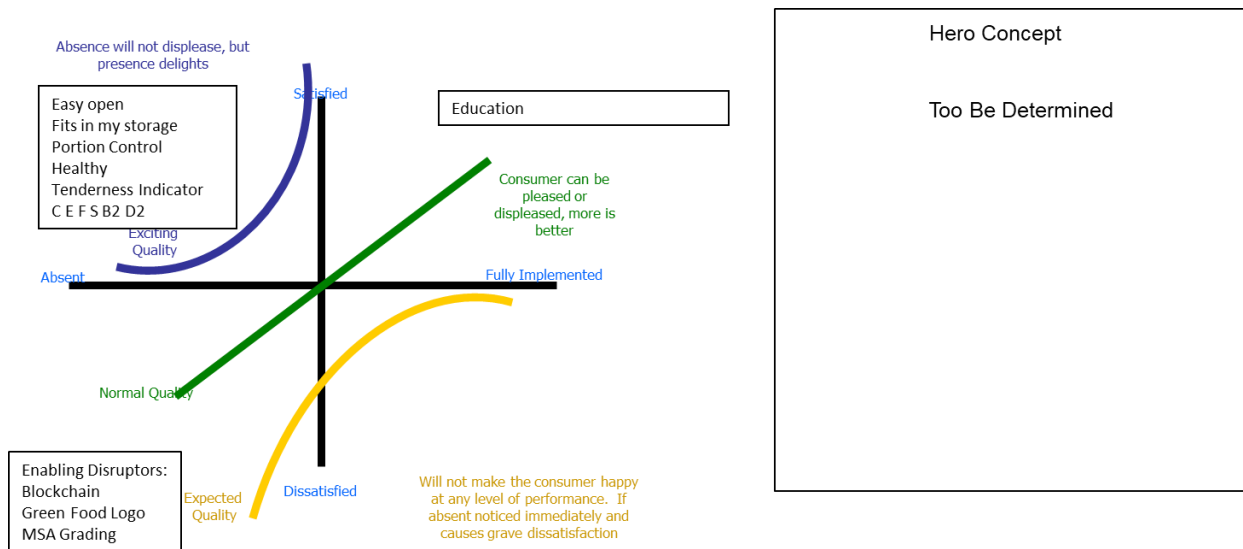 Absence will not displease, but
presence delights
Easy open
Fits in my storage
Portion Control
Healthy
Tenderness Indicator
C E F S B2 D2
Exciting
Quality
Satisfied
Education
Consumer can be
pleased or
displeased, more is
better
Absent
Fully Implemented
Normal Quality
Enabling Disruptors:
Blockchain
Green Food Logo
MSA Grading
Expected
Quality
Dissatisfied
Will not make the consumer happy
at any level of performance. If
absent noticed immediately and
causes grave dissatisfaction
Hero Concept
Too Be Determined